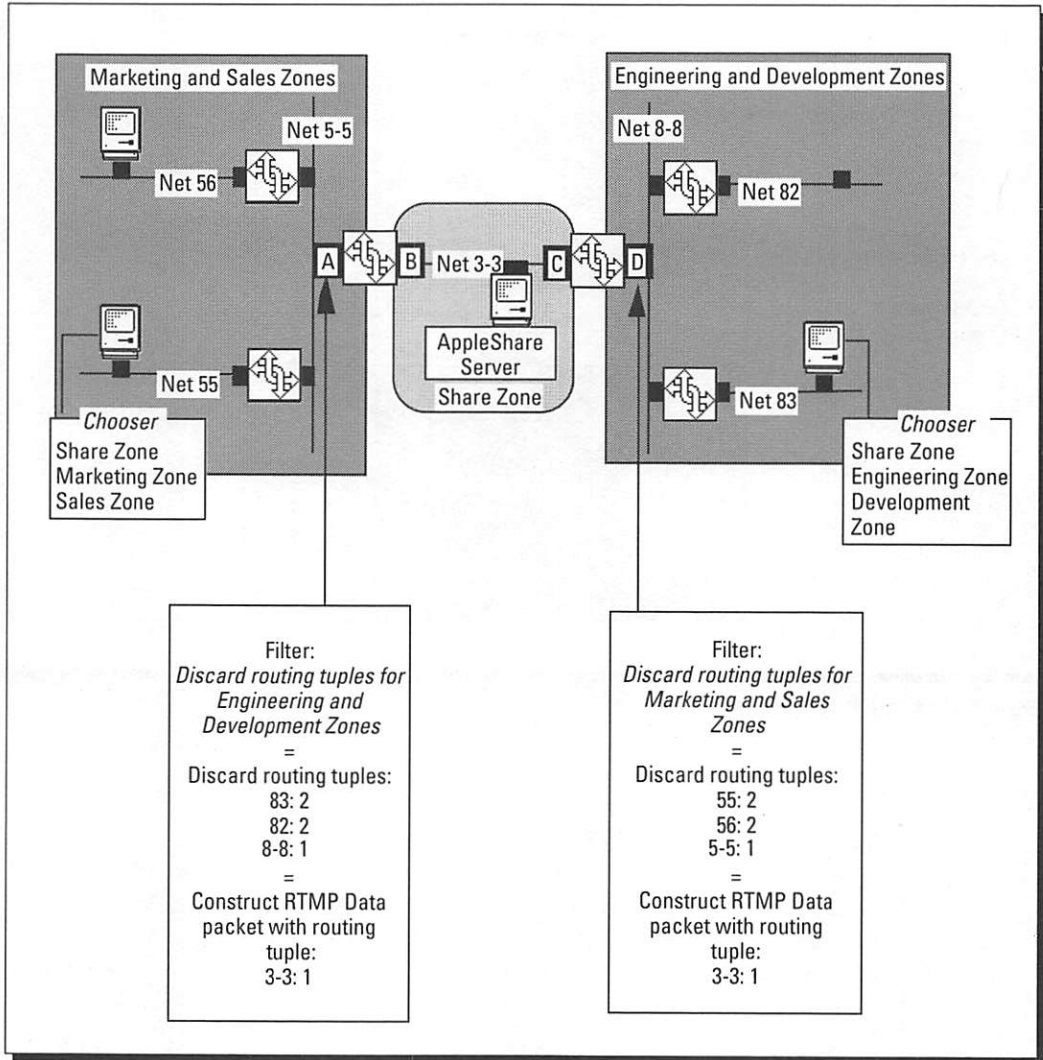 Marketing and Sales Zones
Net 5-5
Net 56
Net 55
Chooser
Share Zone
Marketing Zone
Sales Zone
A
B
Net 3-3
AppleShare
Server
Share Zone
C
D
Engineering and Development Zones
Net 8-8
Net 82
Net 83
Chooser
Share Zone
Engineering Zone
Development
Zone
Filter:
Discard routing tuples for
Engineering and
Development Zones
=
Discard routing tuples:
83: 2
82: 2
8-8: 1
=
Construct RTMP Data
packet with routing
tuple:
3-3: 1
Filter:
Discard routing tuples for
Marketing and Sales
Zones
=
Discard routing tuples:
55: 2
56: 2
5-5: 1
=
Construct RTMP Data
packet with routing
tuple:
3-3: 1